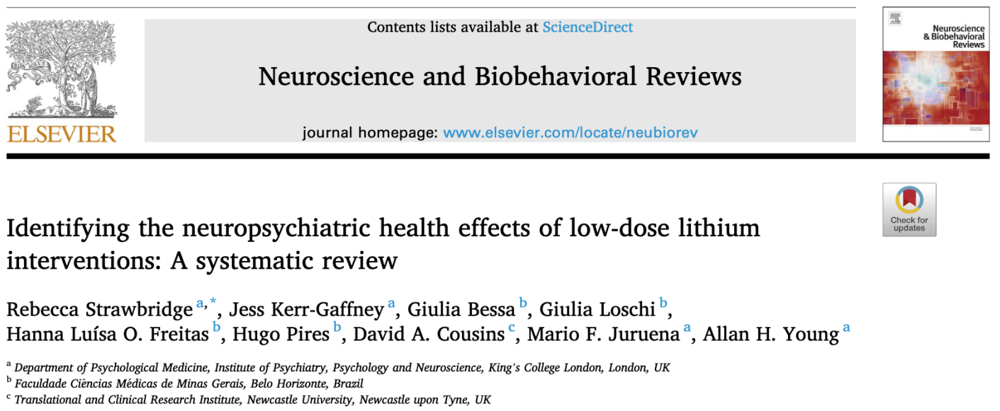 Contents lists available at ScienceDirect
Neuroscience and Biobehavioral Reviews
journal homepage: www.elsevier.com/locate/neubiorev
NON SOLUS
ELSEVIER
Neuroscience
& Biobehavioral
Reviews
Check for
updates
Identifying the neuropsychiatric health effects of low-dose lithium
interventions: A systematic review
Rebecca Strawbridge a,*, Jess Kerr-Gaffney a, Giulia Bessa b, Giulia Loschi b,
Hanna Luísa O. Freitas b, Hugo Pires b, David A. Cousins c, Mario F. Juruena a, Allan H. Young a
a Department of Psychological Medicine, Institute of Psychiatry, Psychology and Neuroscience, King's College London, London, UK
b Faculdade Ciências Médicas de Minas Gerais, Belo Horizonte, Brazil
c Translational and Clinical Research Institute, Newcastle University, Newcastle upon Tyne, UK